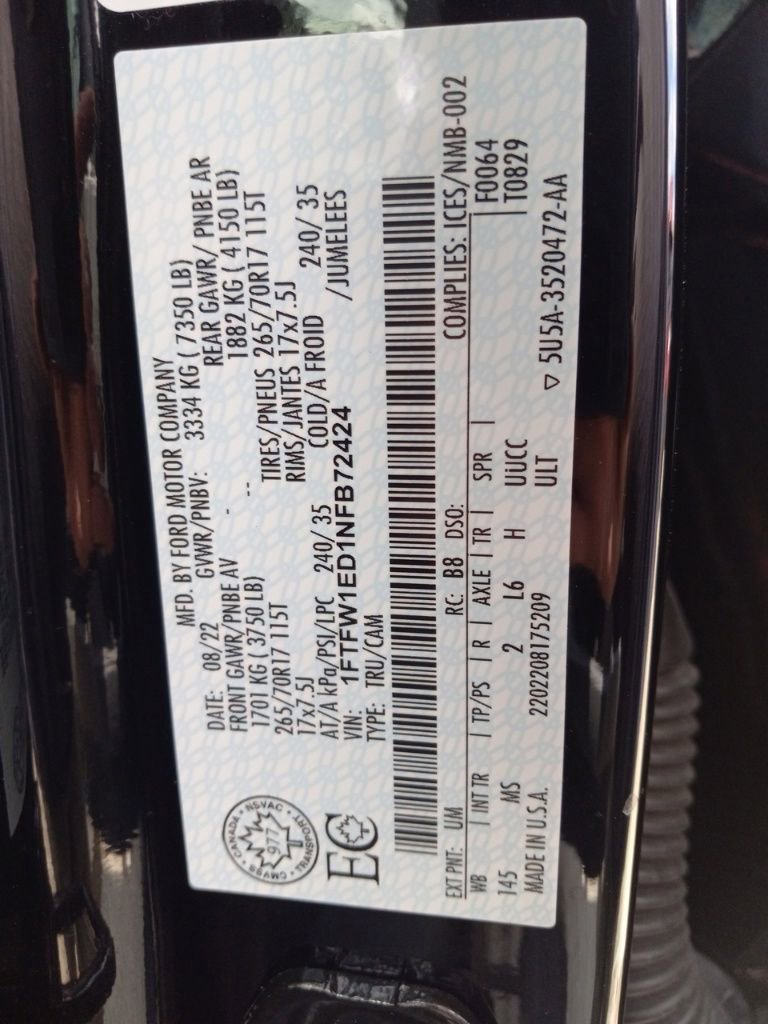 MFD. BY FORD MOTOR COMPANY
DATE: 08/22 GVWR/PNBV: 3334 KG ( 7350 LB)
FRONT GAWR/PNBE AV - REAR GAWR/ PNBE AR
1701 KG ( 3750 LB) -- 1882 KG ( 4150 LB)
265/70R17 115T TIRES/PNEUS 265/70R17 115T
17x7.5J RIMS/JANTES 17x7.5J
AT/A kPa/PSI/LPC 240/ 35 COLD/A FROID 240/ 35
VIN: 1FTFW1ED1NFB72424 /JUMELEES
TYPE: TRU/CAM
CANADA
NSVAC
TRANSPORT
CMVSS
977
EC
EXT PNT: UM RC: B8 DSO: COMPLIES: ICES/NMB-002
WB | INT TR | TP/PS | R | AXLE | TR | SPR | F0064
145 MS 2 L6 H UUCC T0829
MADE IN U.S.A. 2202208175209 ULT
▽ 5U5A-3520472-AA